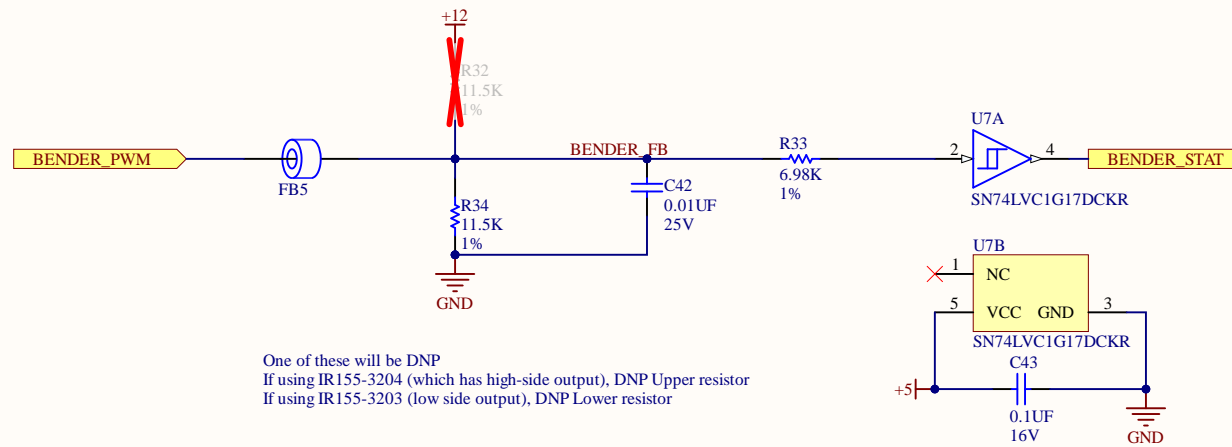 +12
R32
11.5K
1%
BENDER_PWM
FB5
BENDER_FB
R33
6.98K
1%
U7A
2
4
SN74LVC1G17DCKR
BENDER_STAT
C42
0.01UF
25V
R34
11.5K
1%
GND
U7B
1
NC
5
VCC
GND
3
SN74LVC1G17DCKR
One of these will be DNP
If using IR155-3204 (which has high-side output), DNP Upper resistor
If using IR155-3203 (low side output), DNP Lower resistor
C43
+5
0.1UF
16V
GND